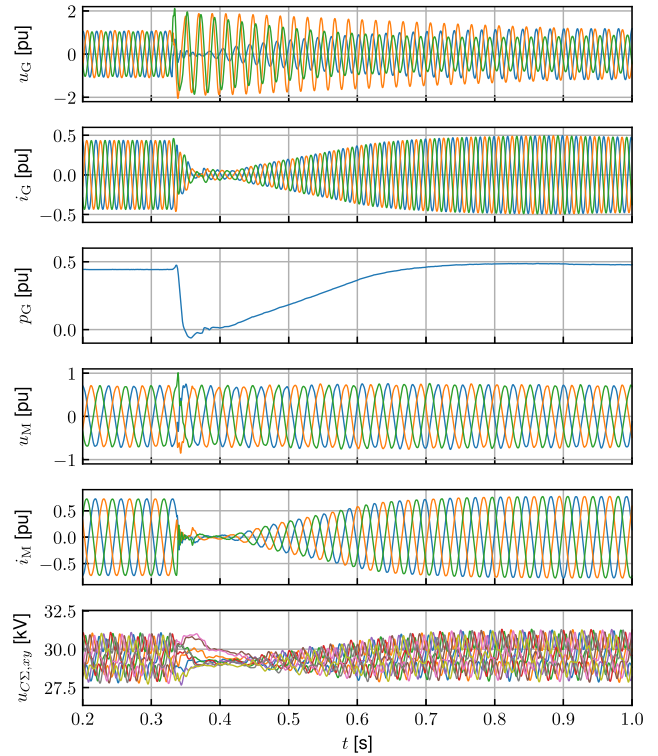 2
0
−2
u_G [pu]
0.5
0.0
−0.5
i_G [pu]
0.5
0.0
p_G [pu]
1
0
−1
u_M [pu]
0.5
0.0
−0.5
i_M [pu]
32.5
30.0
27.5
u_{CΣ,xy} [kV]
0.2 0.3 0.4 0.5 0.6 0.7 0.8 0.9 1.0
t [s]